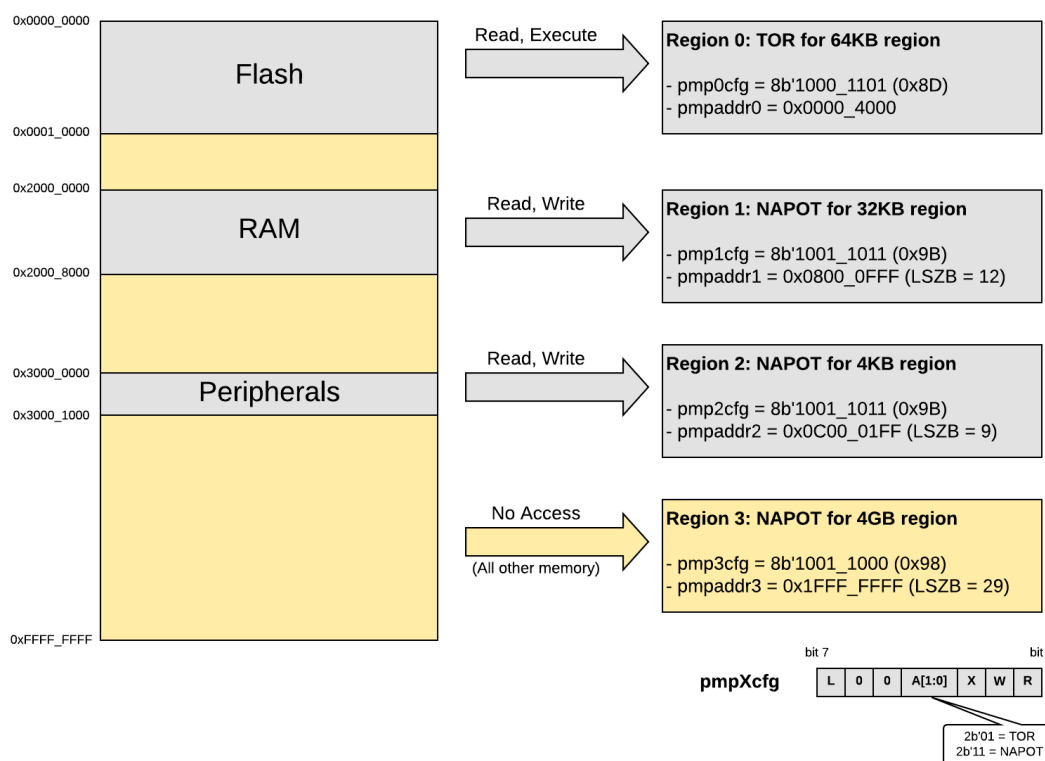 0x0000_0000
Flash
0x0001_0000
0x2000_0000
RAM
0x2000_8000
0x3000_0000
Peripherals
0x3000_1000
0xFFFF_FFFF
Read, Execute
Region 0: TOR for 64KB region
- pmp0cfg = 8b'1000_1101 (0x8D)
- pmpaddr0 = 0x0000_4000
Read, Write
Region 1: NAPOT for 32KB region
- pmp1cfg = 8b'1001_1011 (0x9B)
- pmpaddr1 = 0x0800_0FFF (LSZB = 12)
Read, Write
Region 2: NAPOT for 4KB region
- pmp2cfg = 8b'1001_1011 (0x9B)
- pmpaddr2 = 0x0C00_01FF (LSZB = 9)
No Access
(All other memory)
Region 3: NAPOT for 4GB region
- pmp3cfg = 8b'1001_1000 (0x98)
- pmpaddr3 = 0x1FFF_FFFF (LSZB = 29)
bit 7 bit
pmpXcfg L 0 0 A[1:0] X W R
2b'01 = TOR
2b'11 = NAPOT